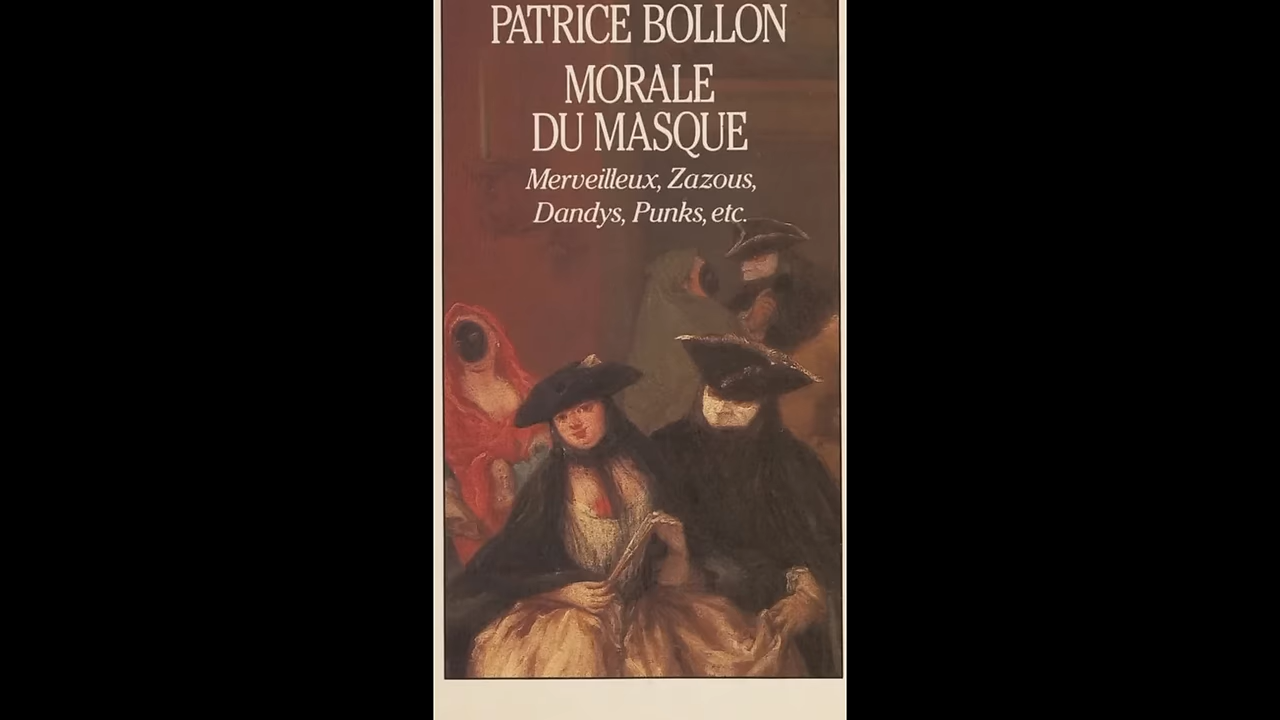 PATRICE BOLLON
MORALE
DU MASQUE
Merveilleux, Zazous,
Dandys, Punks, etc.